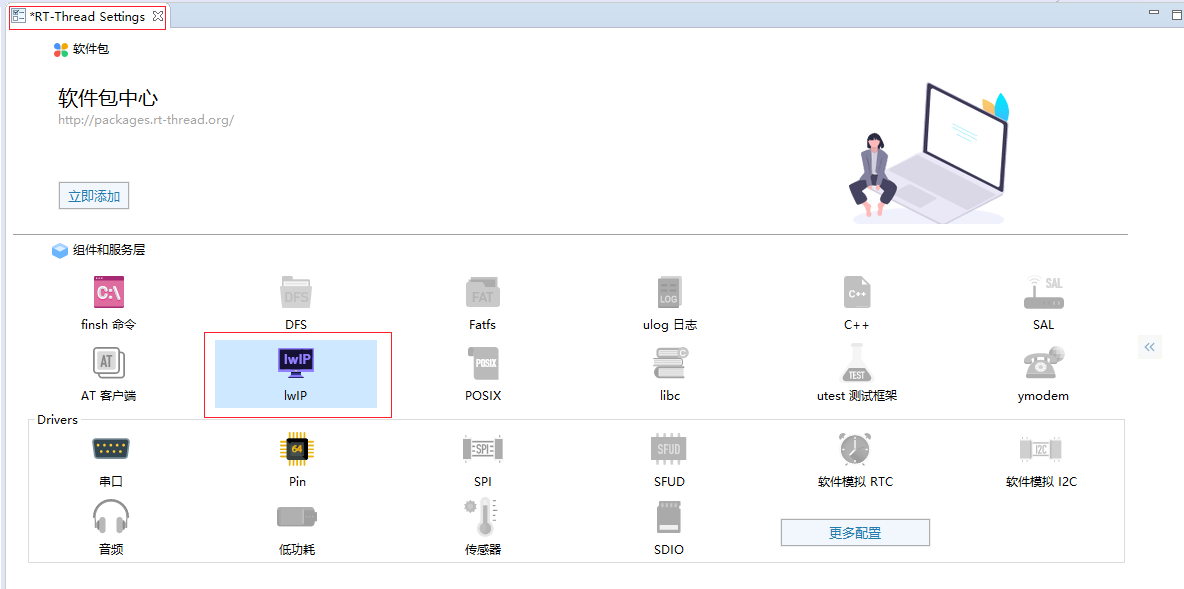 *RT-Thread Settings
软件包
软件包中心
http://packages.rt-thread.org/
立即添加
组件和服务层
C:\ DFS FAT LOG C++ SAL
finsh 命令 DFS Fatfs ulog 日志 C++ SAL
AT lwIP POSIX C TEST
AT 客户端 lwIP POSIX libc utest 测试框架 ymodem
Drivers
64 SPI SFUD I2C
串口 Pin SPI SFUD 软件模拟 RTC 软件模拟 I2C
更多配置
音频 低功耗 传感器 SDIO